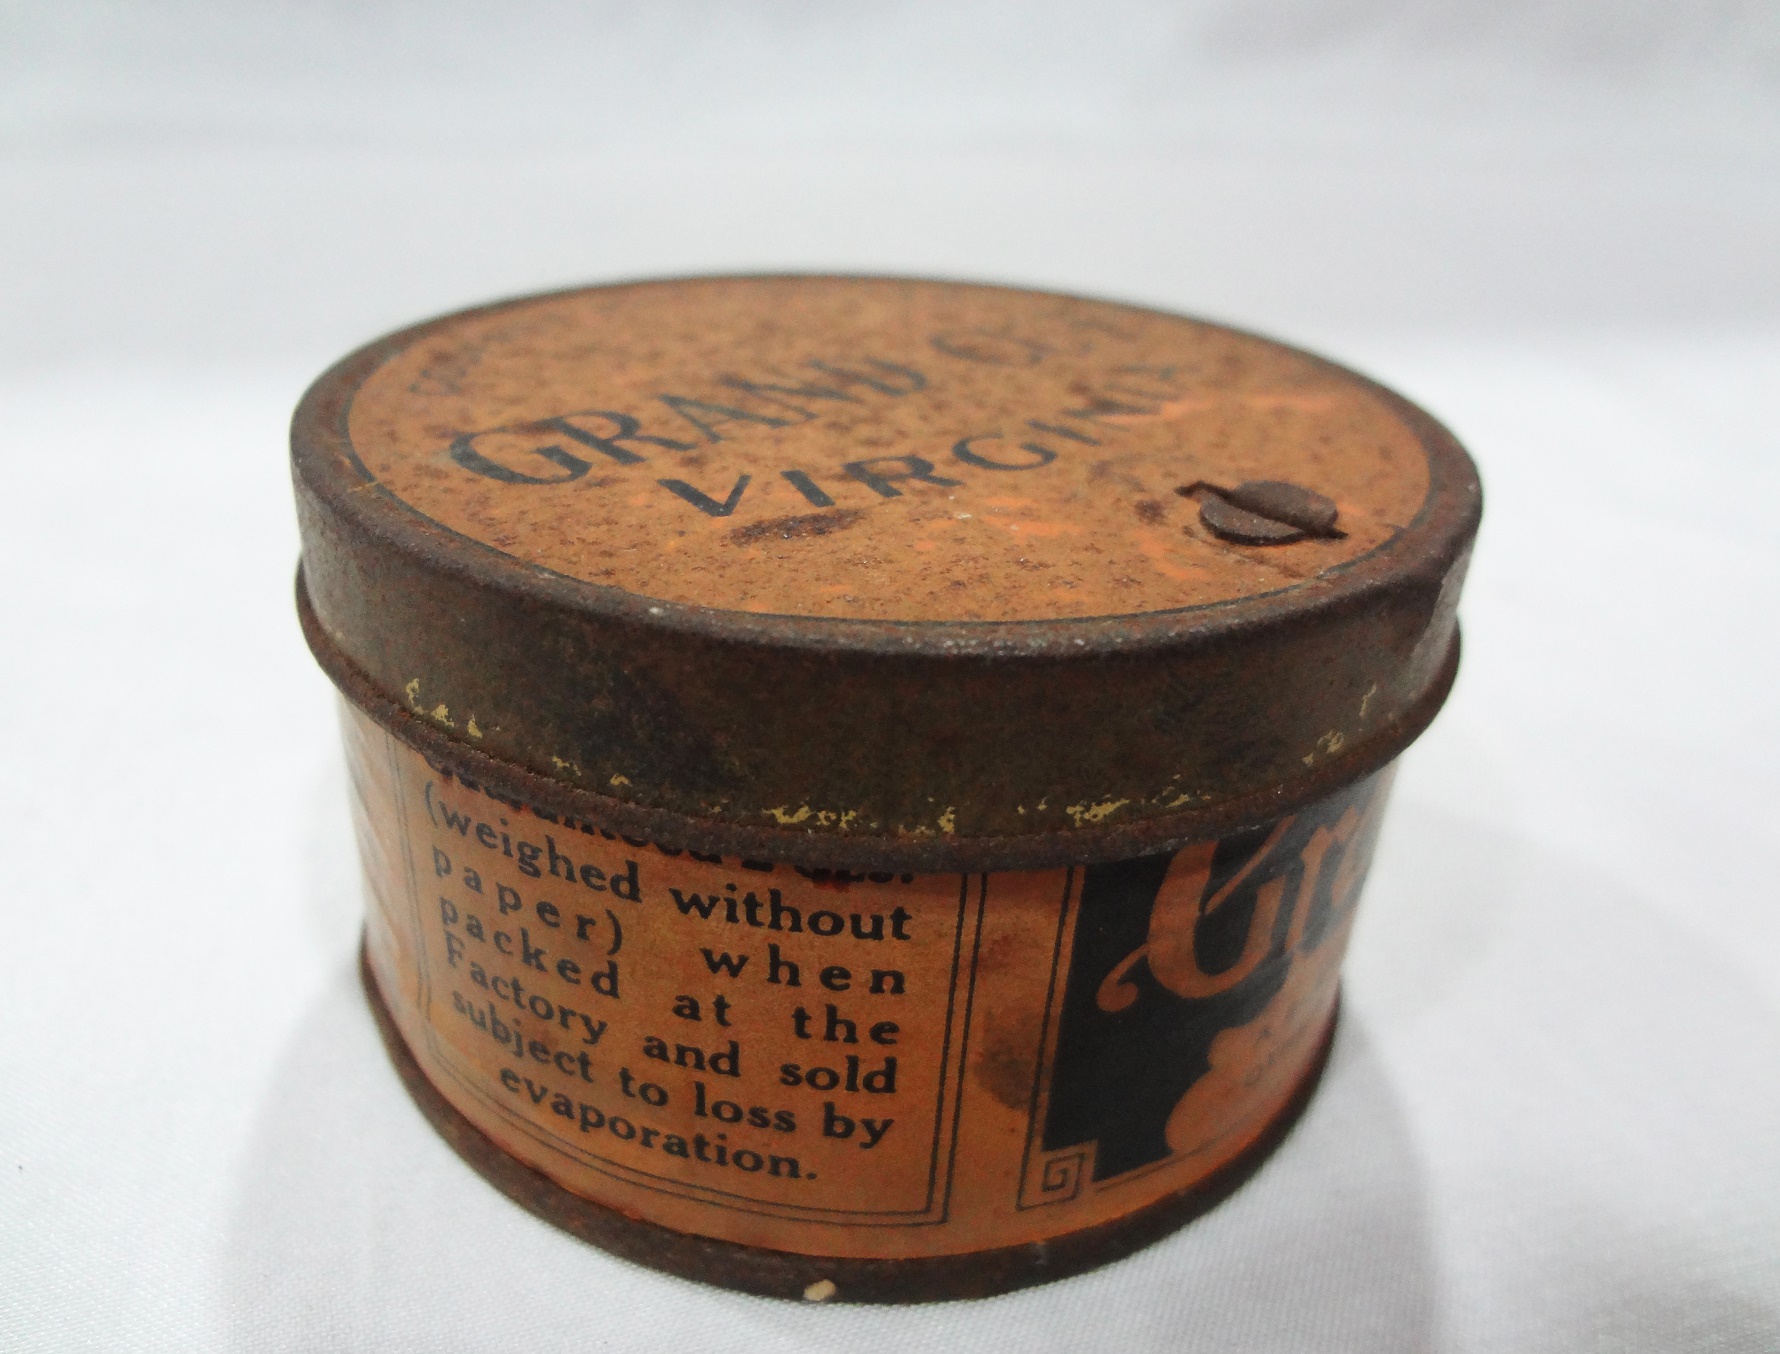 GRAND CUT
VIRGINIA
(weighed without
paper) when
packed at the
Factory and sold
subject to loss by
evaporation.